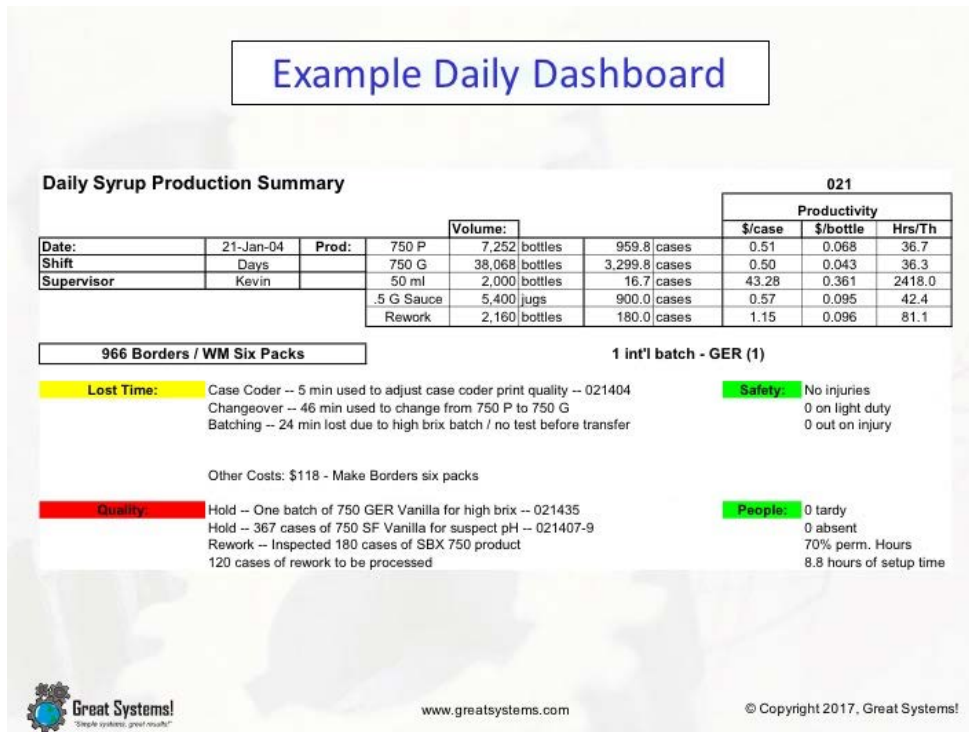 Example Daily Dashboard
Daily Syrup Production Summary 021
Productivity
Volume: $/case $/bottle Hrs/Th
Date: 21-Jan-04 Prod: 750 P 7,252 bottles 959.8 cases 0.51 0.068 36.7
Shift Days 750 G 38,068 bottles 3,299.8 cases 0.50 0.043 36.3
Supervisor Kevin 50 ml 2,000 bottles 16.7 cases 43.28 0.361 2418.0
.5 G Sauce 5,400 jugs 900.0 cases 0.57 0.095 42.4
Rework 2,160 bottles 180.0 cases 1.15 0.096 81.1
966 Borders / WM Six Packs 1 int'l batch - GER (1)
Lost Time: Case Coder -- 5 min used to adjust case coder print quality -- 021404 Safety: No injuries
Changeover -- 46 min used to change from 750 P to 750 G 0 on light duty
Batching -- 24 min lost due to high brix batch / no test before transfer 0 out on injury
Other Costs: $118 - Make Borders six packs
Quality: Hold -- One batch of 750 GER Vanilla for high brix -- 021435 People: 0 tardy
Hold -- 367 cases of 750 SF Vanilla for suspect pH -- 021407-9 0 absent
Rework -- Inspected 180 cases of SBX 750 product 70% perm. Hours
120 cases of rework to be processed 8.8 hours of setup time
Great Systems!
"Simple systems, great results!"
www.greatsystems.com
© Copyright 2017, Great Systems!